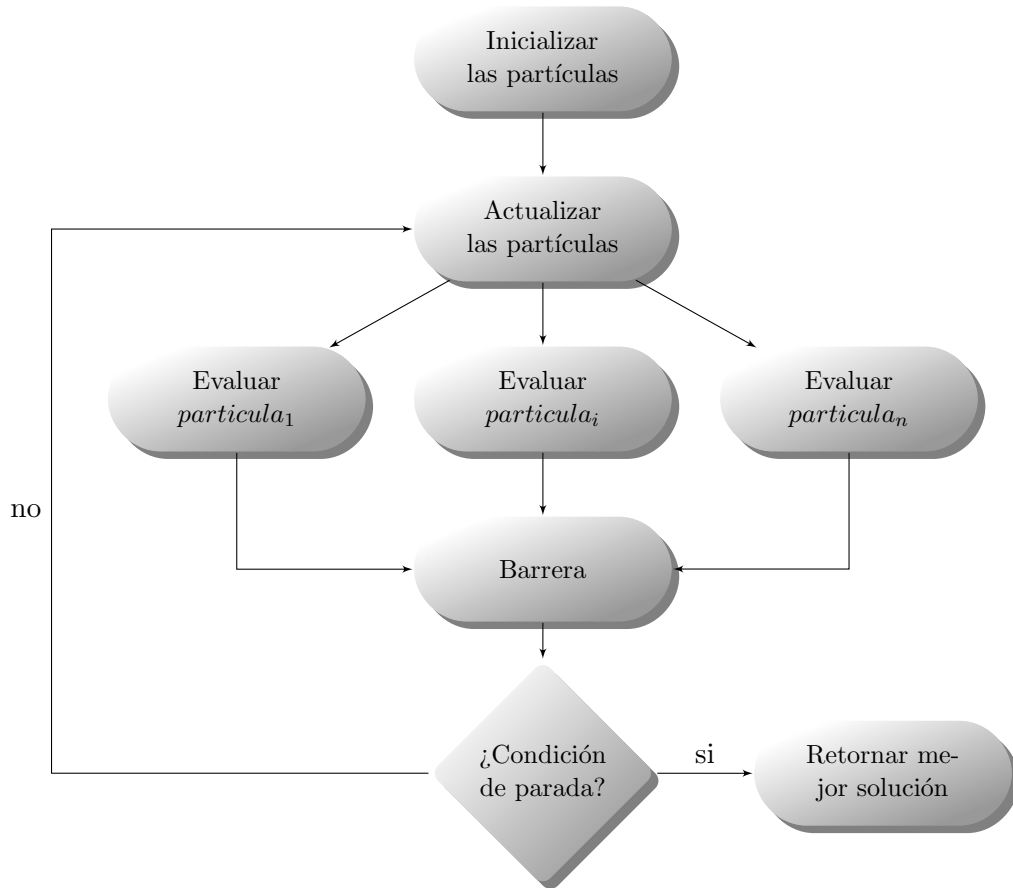 Inicializar
las partículas
Actualizar
las partículas
Evaluar
particula₁
Evaluar
particulaᵢ
Evaluar
particulaₙ
no
Barrera
¿Condición
de parada?
si
Retornar me-
jor solución